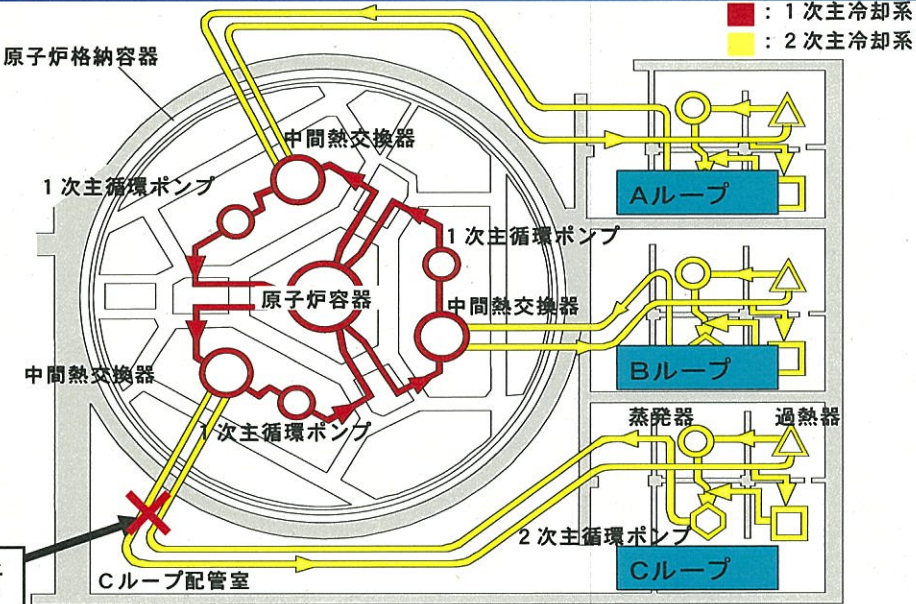 ：1次主冷却系
：2次主冷却系
原子炉格納容器
中間熱交換器
1次主循環ポンプ
1次主循環ポンプ
原子炉容器
中間熱交換器
中間熱交換器
1次主循環ポンプ
Aループ
Bループ
蒸発器
過熱器
2次主循環ポンプ
Cループ配管室
Cループ